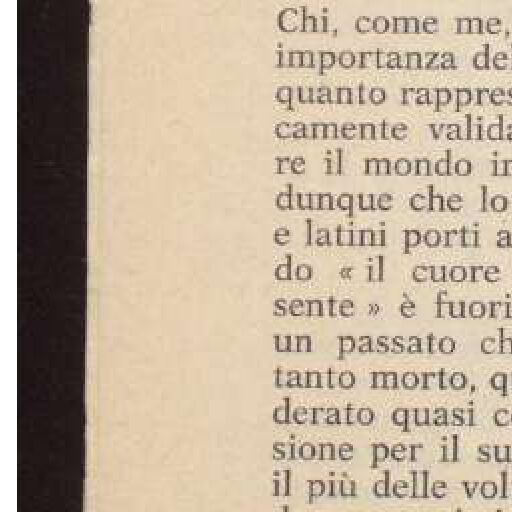 Chi, come me,
importanza del
quanto rappres
camente valida
re il mondo in
dunque che lo
e latini porti a
do « il cuore
sente » è fuori
un passato ch
tanto morto, q
derato quasi c
sione per il su
il più delle vol